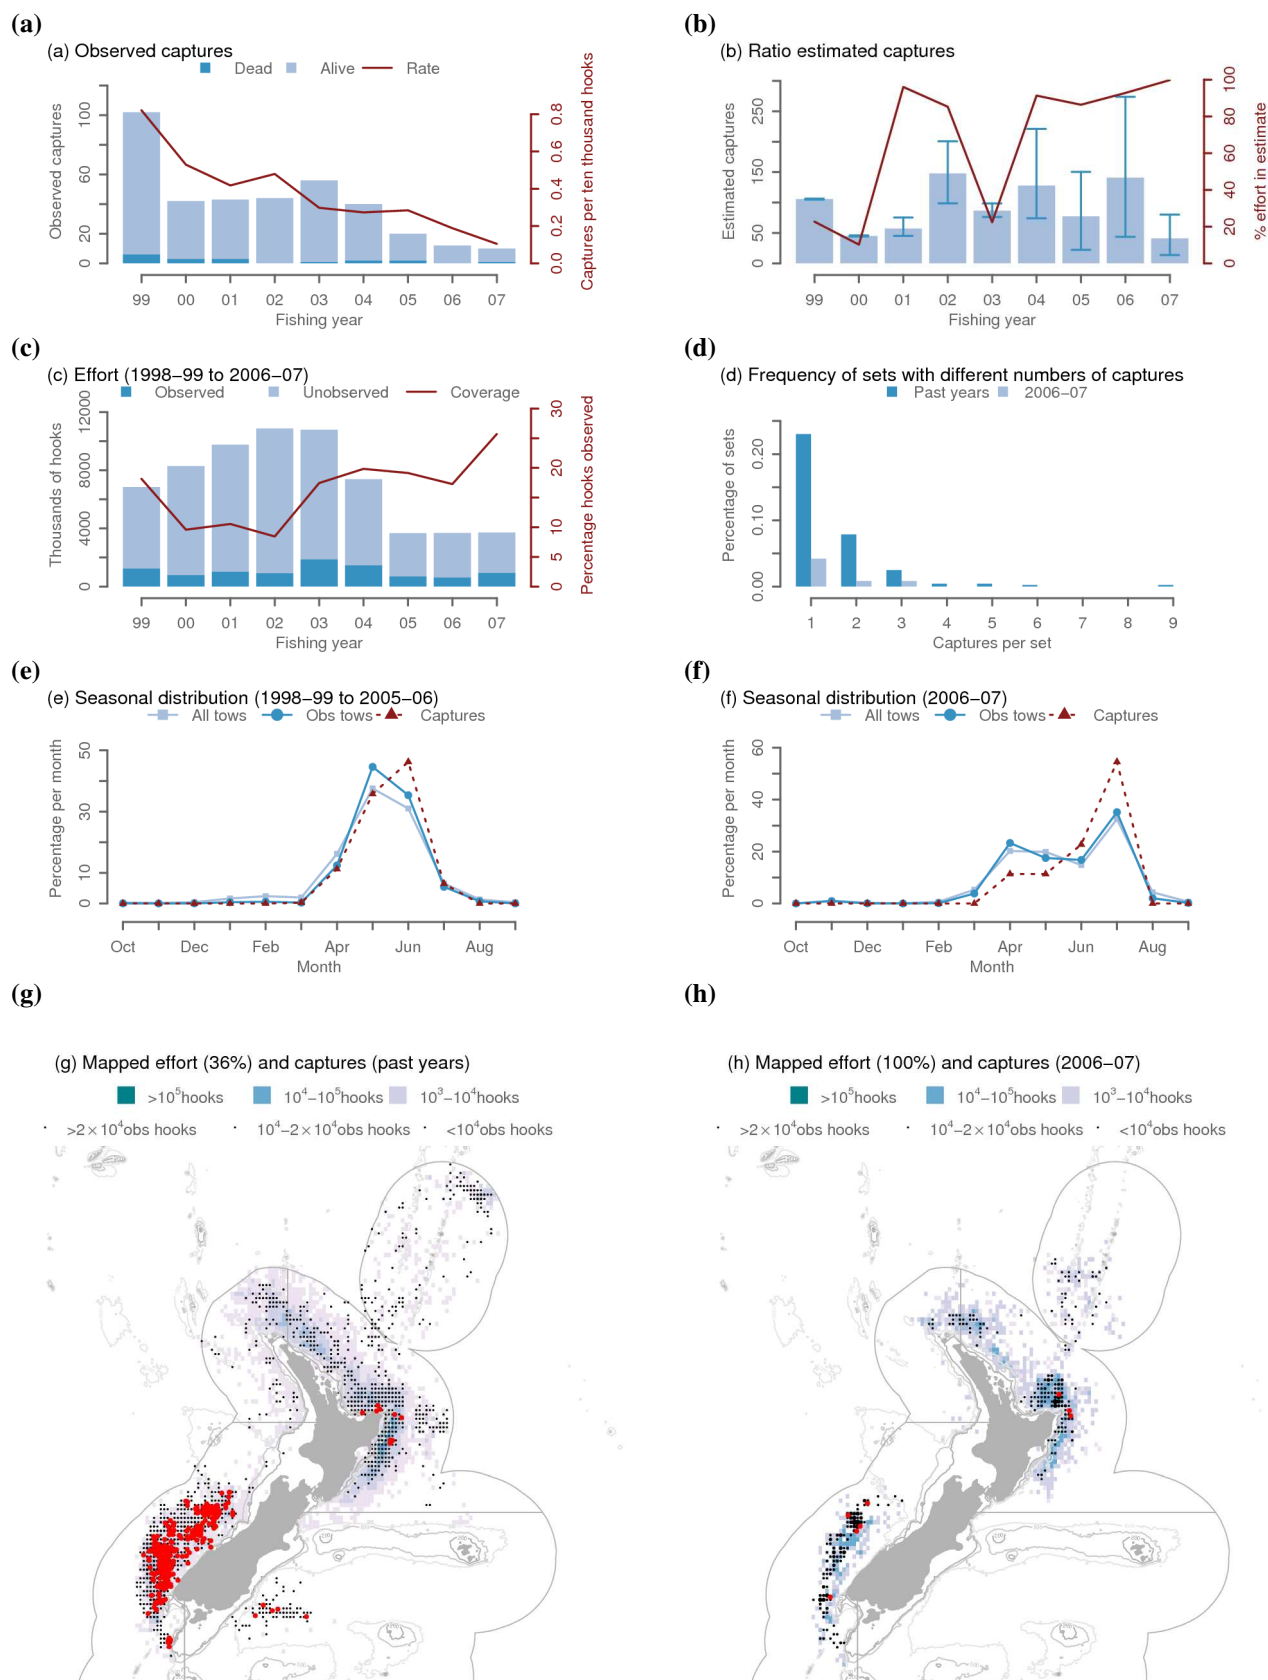 (a) (b)
(a) Observed captures
Dead Alive Rate
Observed captures
0 20 60 100
0.0 0.2 0.4 0.6 0.8
Captures per ten thousand hooks
99 00 01 02 03 04 05 06 07
Fishing year
(b) Ratio estimated captures
Estimated captures
0 50 150 250
0 20 40 60 80 100
% effort in estimate
99 00 01 02 03 04 05 06 07
Fishing year
(c) (d)
(c) Effort (1998–99 to 2006–07)
Observed Unobserved Coverage
Thousands of hooks
0 4000 8000 12000
0 5 10 20 30
Percentage hooks observed
99 00 01 02 03 04 05 06 07
Fishing year
(d) Frequency of sets with different numbers of captures
Past years 2006–07
Percentage of sets
0.00 0.10 0.20
1 2 3 4 5 6 7 8 9
Captures per set
(e) (f)
(e) Seasonal distribution (1998–99 to 2005–06)
All tows Obs tows Captures
Percentage per month
0 10 30 50
Oct Dec Feb Apr Jun Aug
Month
(f) Seasonal distribution (2006–07)
All tows Obs tows Captures
Percentage per month
0 20 40 60
Oct Dec Feb Apr Jun Aug
Month
(g) (h)
(g) Mapped effort (36%) and captures (past years)
>10⁵hooks 10⁴–10⁵hooks 10³–10⁴hooks
>2×10⁴obs hooks 10⁴–2×10⁴obs hooks <10⁴obs hooks
(h) Mapped effort (100%) and captures (2006–07)
>10⁵hooks 10⁴–10⁵hooks 10³–10⁴hooks
>2×10⁴obs hooks 10⁴–2×10⁴obs hooks <10⁴obs hooks